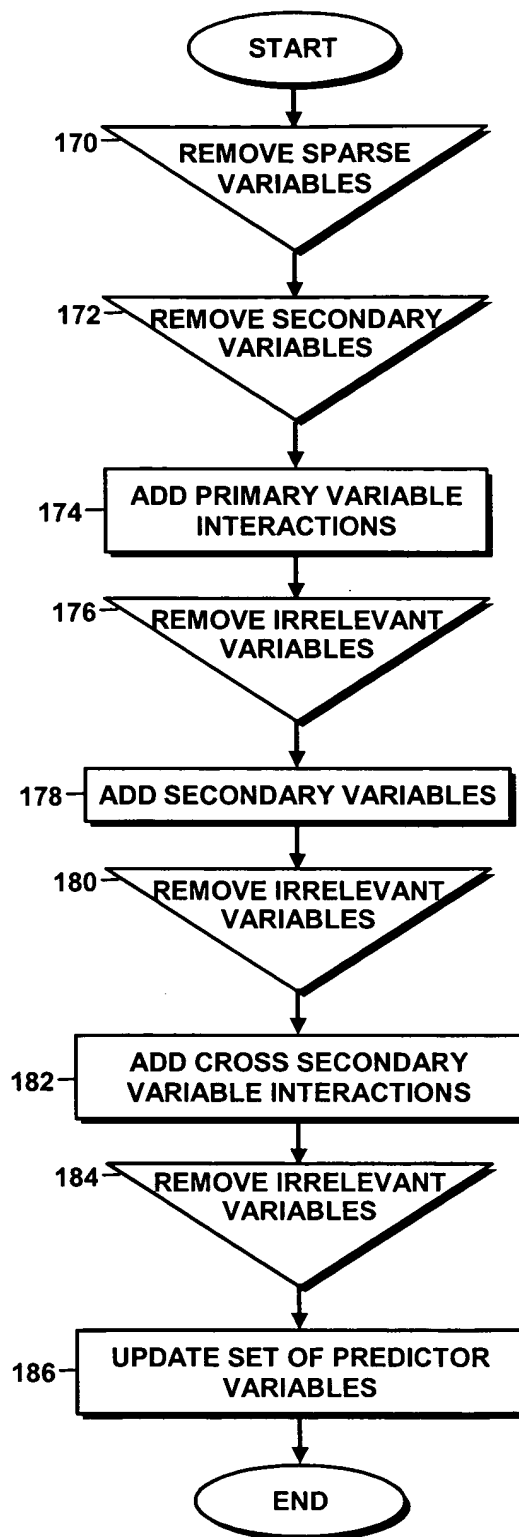 START
170
REMOVE SPARSE
VARIABLES
172
REMOVE SECONDARY
VARIABLES
174
ADD PRIMARY VARIABLE
INTERACTIONS
176
REMOVE IRRELEVANT
VARIABLES
178
ADD SECONDARY VARIABLES
180
REMOVE IRRELEVANT
VARIABLES
182
ADD CROSS SECONDARY
VARIABLE INTERACTIONS
184
REMOVE IRRELEVANT
VARIABLES
186
UPDATE SET OF PREDICTOR
VARIABLES
END